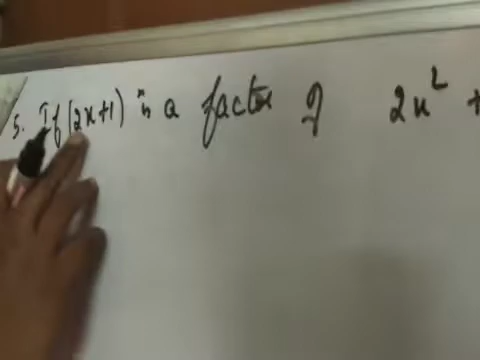 5. If (2x+1) is a factor of 2x² +